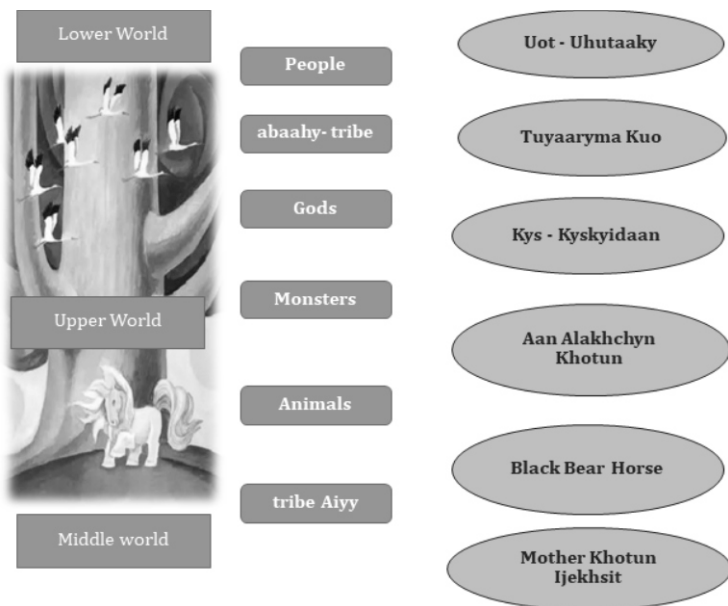 Lower World
Upper World
Middle world
People
abaahy- tribe
Gods
Monsters
Animals
tribe Aiyy
Uot - Uhutaaky
Tuyaaryma Kuo
Kys - Kyskyidaan
Aan Alakhchyn
Khotun
Black Bear Horse
Mother Khotun
Ijekhsit